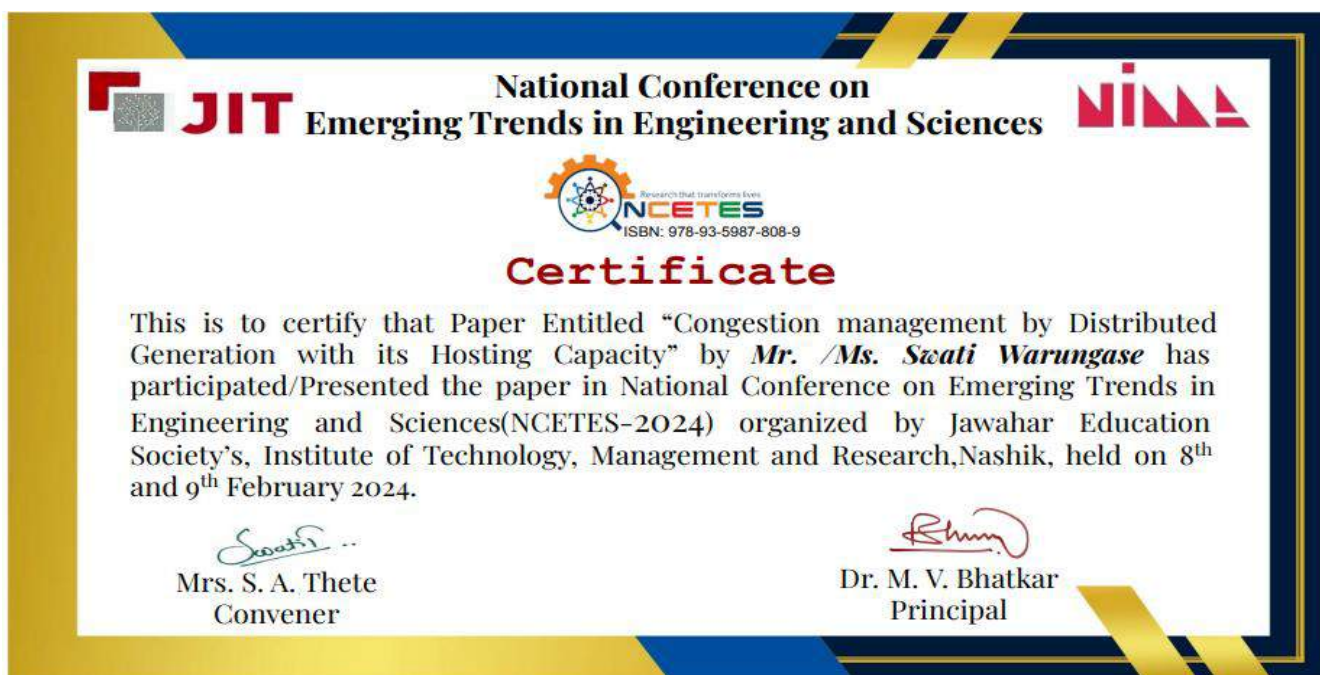 JIT
National Conference on
Emerging Trends in Engineering and Sciences
NIMA
Research that transforms lives
NCETES
ISBN: 978-93-5987-808-9
Certificate
This is to certify that Paper Entitled “Congestion management by Distributed
Generation with its Hosting Capacity” by Mr. /Ms. Swati Warungase has
participated/Presented the paper in National Conference on Emerging Trends in
Engineering and Sciences(NCETES-2024) organized by Jawahar Education
Society’s, Institute of Technology, Management and Research,Nashik, held on 8th
and 9th February 2024.
Swati
Mrs. S. A. Thete
Convener
Dr. M. V. Bhatkar
Principal